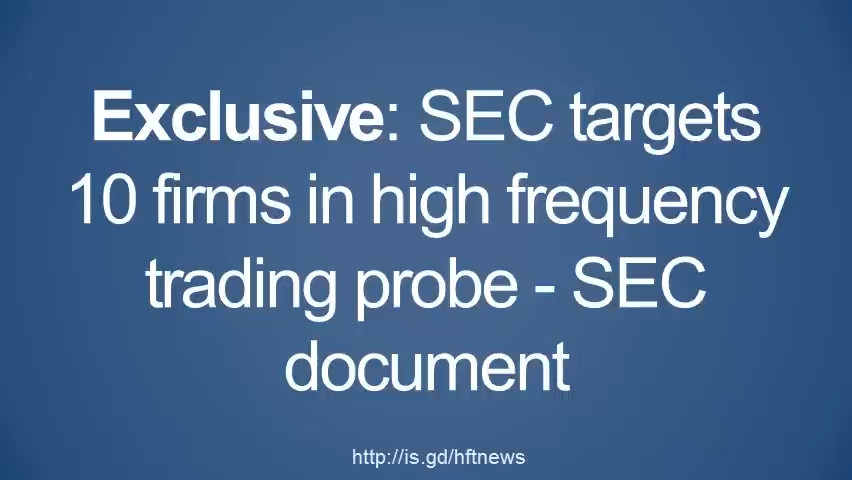 Exclusive: SEC targets
10 firms in high frequency
trading probe - SEC
document
http://is.gd/hftnews